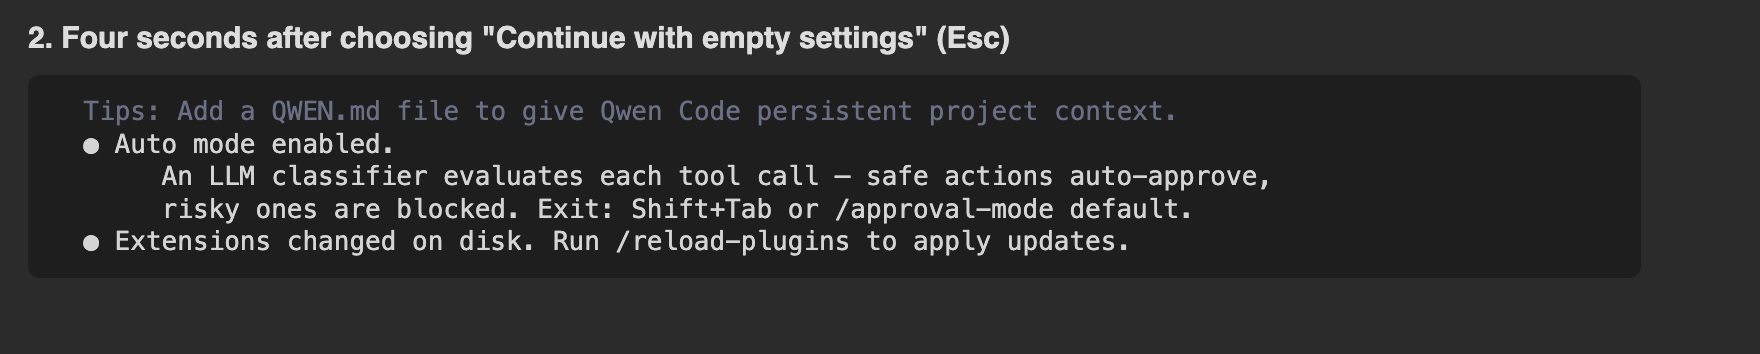 2. Four seconds after choosing "Continue with empty settings" (Esc)
Tips: Add a QWEN.md file to give Qwen Code persistent project context.
● Auto mode enabled.
An LLM classifier evaluates each tool call — safe actions auto-approve,
risky ones are blocked. Exit: Shift+Tab or /approval-mode default.
● Extensions changed on disk. Run /reload-plugins to apply updates.